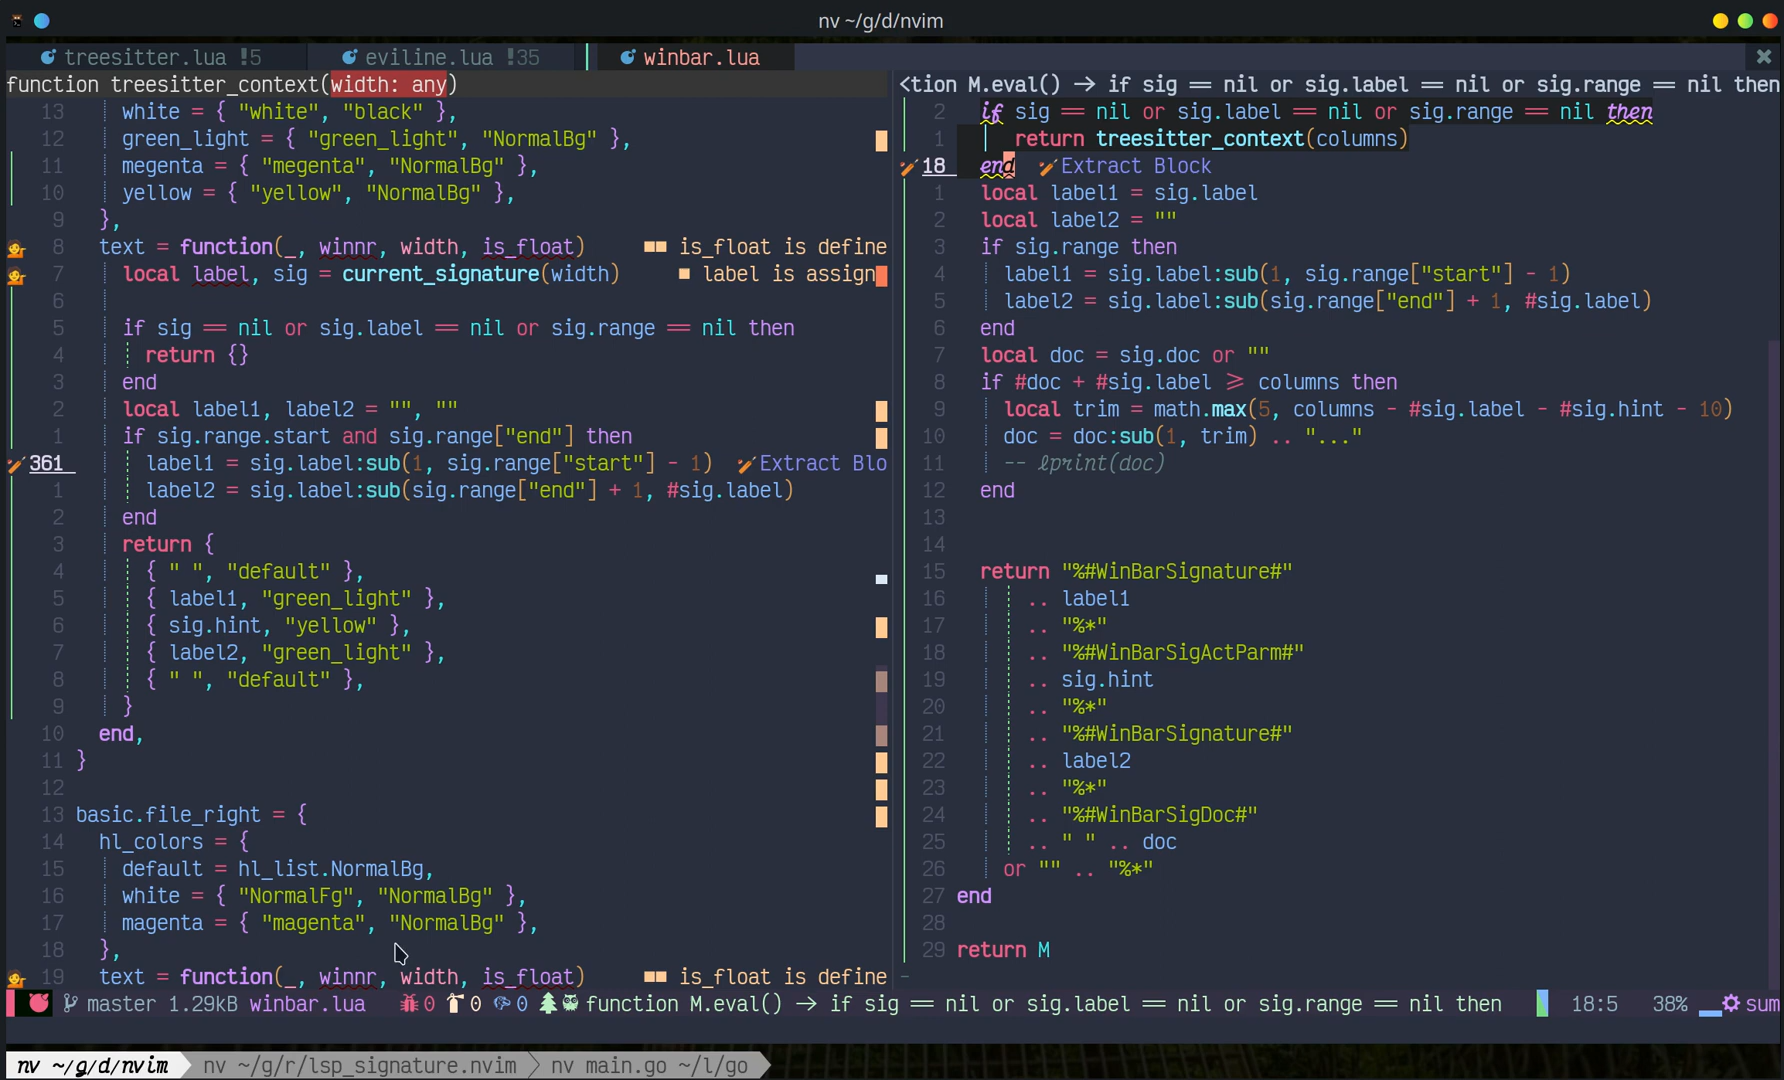 nv ~/g/d/nvim
treesitter.lua !5
eviline.lua !35
winbar.lua
function treesitter_context(width: any)
13 white = { "white", "black" },
12 green_light = { "green_light", "NormalBg" },
11 megenta = { "megenta", "NormalBg" },
10 yellow = { "yellow", "NormalBg" },
9 },
8 text = function(_, winnr, width, is_float) ■■ is_float is define
7 local label, sig = current_signature(width) ■ label is assign
6
5 if sig == nil or sig.label == nil or sig.range == nil then
4 return {}
3 end
2 local label1, label2 = "", ""
1 if sig.range.start and sig.range["end"] then
361 label1 = sig.label:sub(1, sig.range["start"] - 1) Extract Blo
1 label2 = sig.label:sub(sig.range["end"] + 1, #sig.label)
2 end
3 return {
4 { " ", "default" },
5 { label1, "green_light" },
6 { sig.hint, "yellow" },
7 { label2, "green_light" },
8 { " ", "default" },
9 }
10 end,
11 }
12
13 basic.file_right = {
14 hl_colors = {
15 default = hl_list.NormalBg,
16 white = { "NormalFg", "NormalBg" },
17 magenta = { "magenta", "NormalBg" },
18 },
19 text = function(_, winnr, width, is_float) ■■ is_float is define
<tion M.eval() → if sig == nil or sig.label == nil or sig.range == nil then
2 if sig == nil or sig.label == nil or sig.range == nil then
1 return treesitter_context(columns)
18 end Extract Block
1 local label1 = sig.label
2 local label2 = ""
3 if sig.range then
4 label1 = sig.label:sub(1, sig.range["start"] - 1)
5 label2 = sig.label:sub(sig.range["end"] + 1, #sig.label)
6 end
7 local doc = sig.doc or ""
8 if #doc + #sig.label >= columns then
9 local trim = math.max(5, columns - #sig.label - #sig.hint - 10)
10 doc = doc:sub(1, trim) .. "..."
11 -- lprint(doc)
12 end
13
14
15 return "%#WinBarSignature#"
16 .. label1
17 .. "%*"
18 .. "%#WinBarSigActParm#"
19 .. sig.hint
20 .. "%*"
21 .. "%#WinBarSignature#"
22 .. label2
23 .. "%*"
24 .. "%#WinBarSigDoc#"
25 .. " " .. doc
26 or "" .. "%*"
27 end
28
29 return M
master 1.29kB winbar.lua 0 0 0 function M.eval() → if sig == nil or sig.label == nil or sig.range == nil then 18:5 38% sum
nv ~/g/d/nvim
nv ~/g/r/lsp_signature.nvim
nv main.go ~/l/go